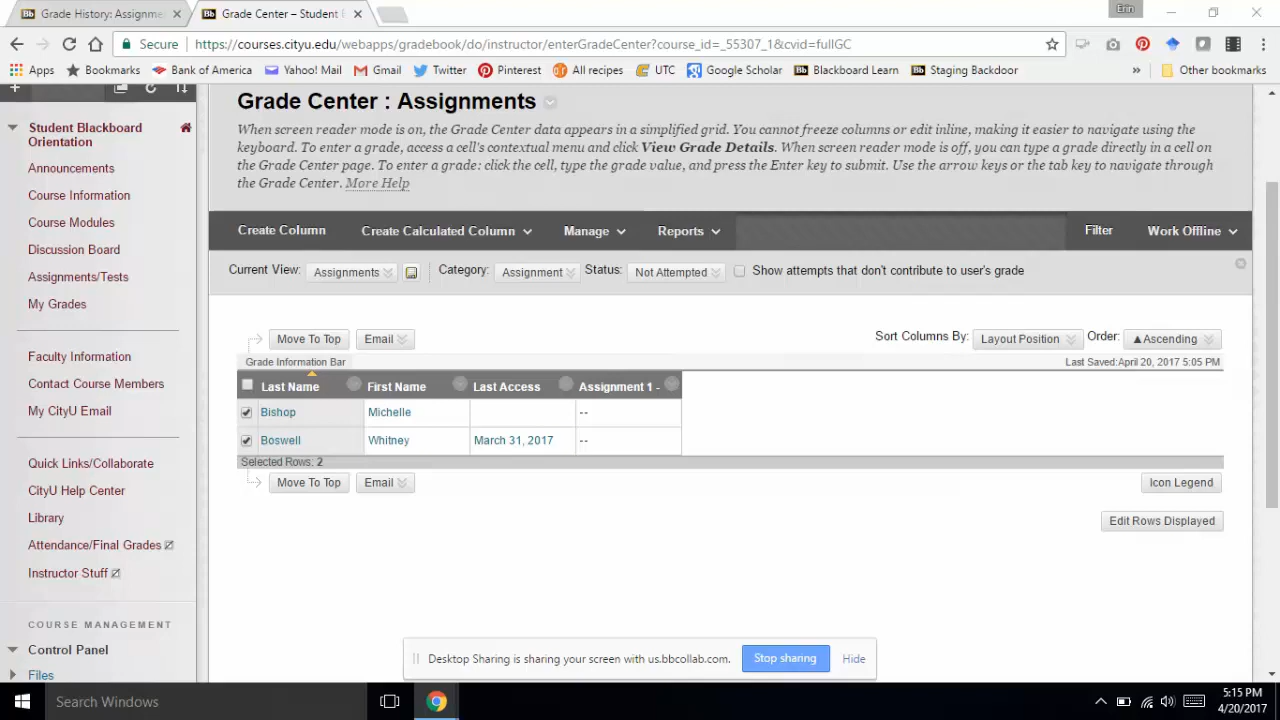 Grade History: Assignme
Grade Center – Student B
Erin
Secure
https://courses.cityu.edu/webapps/gradebook/do/instructor/enterGradeCenter?course_id=_55307_1&cvid=fullGC
Apps Bookmarks Bank of America Yahoo! Mail Gmail Twitter Pinterest All recipes UTC Google Scholar Blackboard Learn Staging Backdoor » Other bookmarks
Student Blackboard
Orientation
Announcements
Course Information
Course Modules
Discussion Board
Assignments/Tests
My Grades
Faculty Information
Contact Course Members
My CityU Email
Quick Links/Collaborate
CityU Help Center
Library
Attendance/Final Grades
Instructor Stuff
COURSE MANAGEMENT
Control Panel
Files
Grade Center : Assignments
When screen reader mode is on, the Grade Center data appears in a simplified grid. You cannot freeze columns or edit inline, making it easier to navigate using the
keyboard. To enter a grade, access a cell's contextual menu and click View Grade Details. When screen reader mode is off, you can type a grade directly in a cell on
the Grade Center page. To enter a grade: click the cell, type the grade value, and press the Enter key to submit. Use the arrow keys or the tab key to navigate through
the Grade Center. More Help
Create Column Create Calculated Column Manage Reports Filter Work Offline
Current View: Assignments Category: Assignment Status: Not Attempted Show attempts that don't contribute to user's grade
Move To Top Email Sort Columns By: Layout Position Order: ▲Ascending
Grade Information Bar Last Saved:April 20, 2017 5:05 PM
Last Name First Name Last Access Assignment 1 -
Bishop Michelle --
Boswell Whitney March 31, 2017 --
Selected Rows: 2
Move To Top Email Icon Legend
Edit Rows Displayed
Desktop Sharing is sharing your screen with us.bbcollab.com. Stop sharing Hide
Search Windows
5:15 PM
4/20/2017